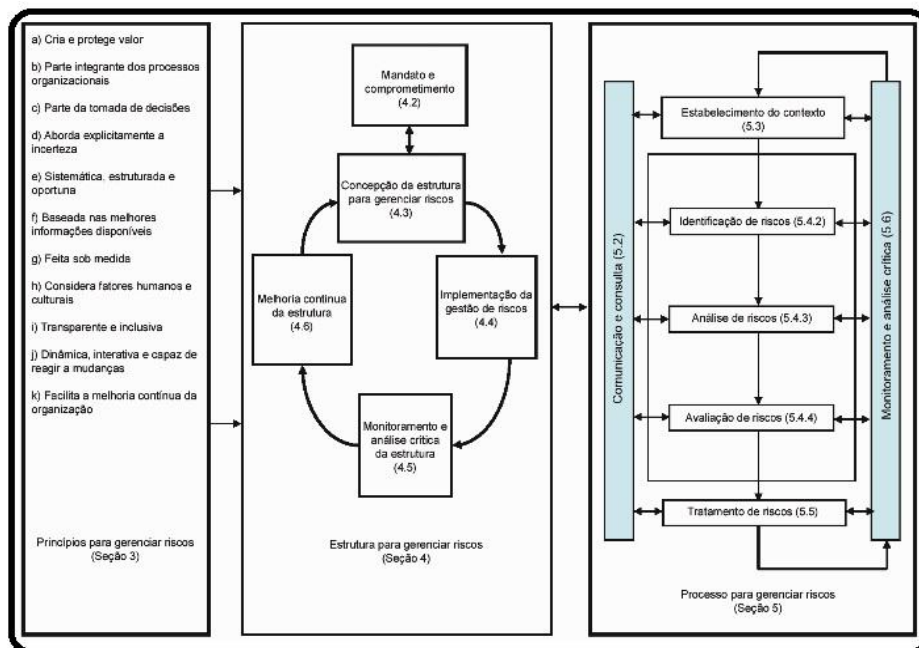 a) Cria e protege valor
b) Parte integrante dos processos
organizacionais
c) Parte da tomada de decisões
d) Aborda explicitamente a
incerteza
e) Sistemática, estruturada e
oportuna
f) Baseada nas melhores
informações disponíveis
g) Feita sob medida
h) Considera fatores humanos e
culturais
i) Transparente e inclusiva
j) Dinâmica, interativa e capaz de
reagir a mudanças
k) Facilita a melhoria contínua da
organização
Princípios para gerenciar riscos
(Seção 3)
Mandato e
comprometimento
(4.2)
Concepção da estrutura
para gerenciar riscos
(4.3)
Melhoria contínua
da estrutura
(4.6)
Implementação da
gestão de riscos
(4.4)
Monitoramento e
análise crítica
da estrutura
(4.5)
Estrutura para gerenciar riscos
(Seção 4)
Comunicação e consulta (5.2)
Estabelecimento do contexto
(5.3)
Identificação de riscos (5.4.2)
Análise de riscos (5.4.3)
Avaliação de riscos (5.4.4)
Tratamento de riscos (5.5)
Monitoramento e análise crítica (5.6)
Processo para gerenciar riscos
(Seção 5)